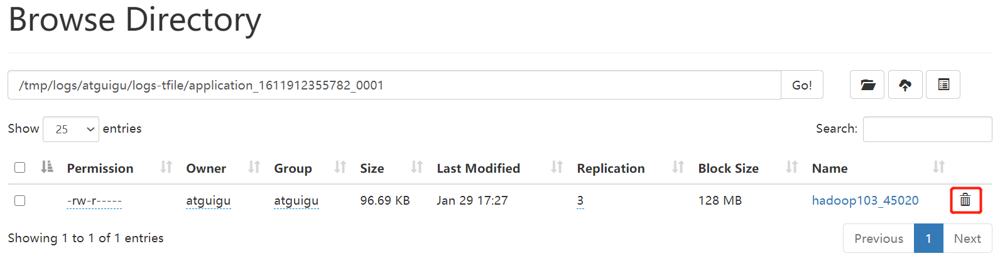 Browse Directory
/tmp/logs/atguigu/logs-tfile/application_1611912355782_0001 Go!
Show 25 entries Search:
Permission Owner Group Size Last Modified Replication Block Size Name
-rw-r----- atguigu atguigu 96.69 KB Jan 29 17:27 3 128 MB hadoop103_45020
Showing 1 to 1 of 1 entries Previous 1 Next